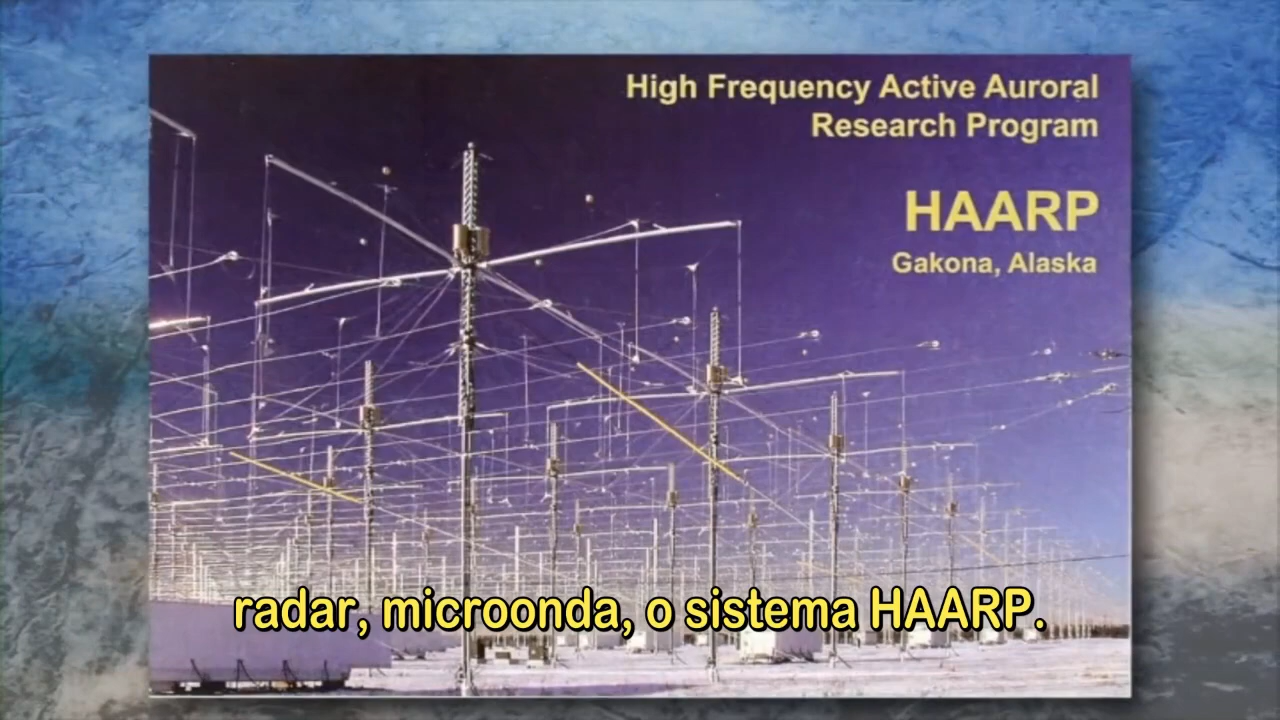 High Frequency Active Auroral
Research Program
HAARP
Gakona, Alaska
radar, microonda, o sistema HAARP.